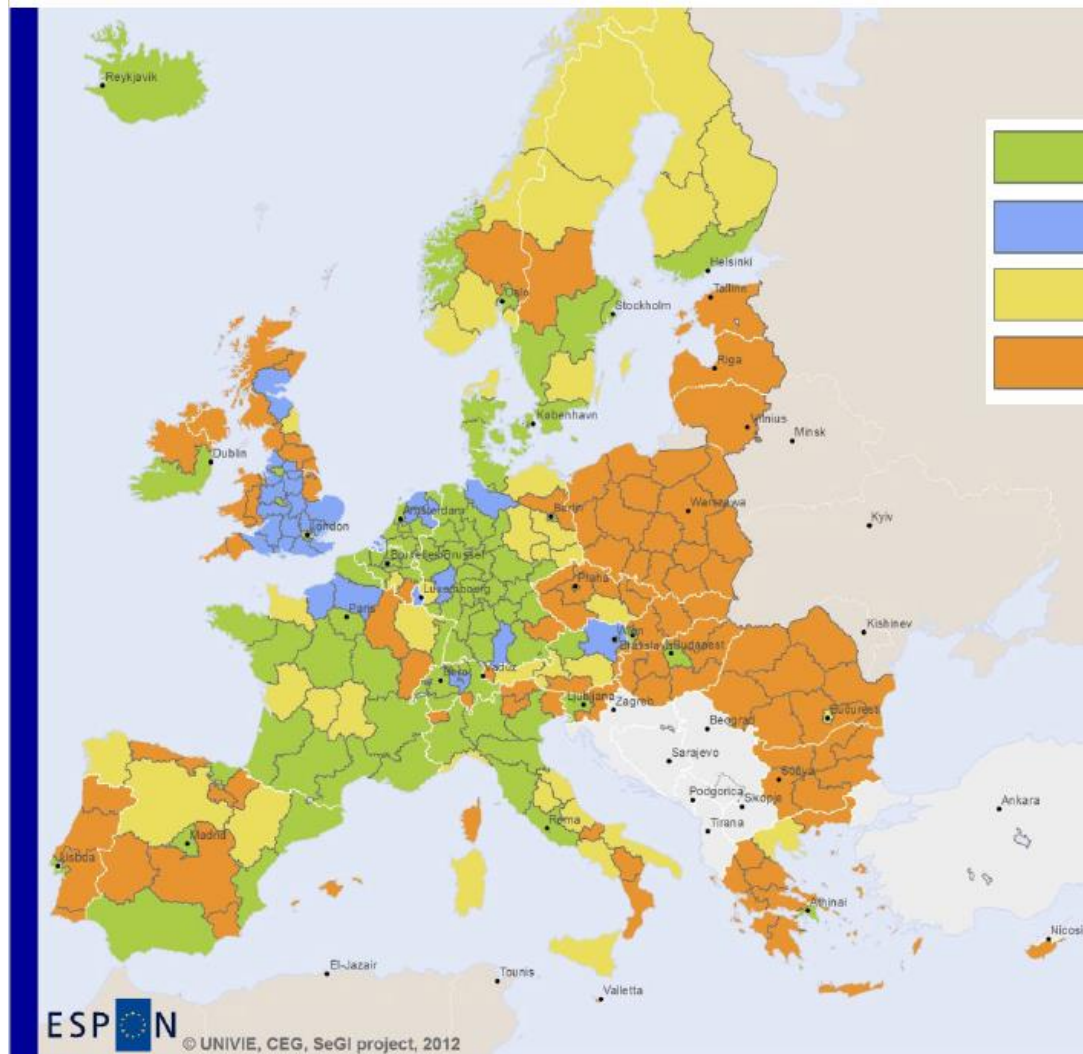 Reykjavik
Helsinki
Oslo
Tallinn
Stockholm
Riga
København
Vilnius
Minsk
Dublin
Amsterdam
Berlin
Warszawa
London
Kyiv
Praha
Luxembourg
Paris
Kishinev
Wien
Bratislava
Budapest
Bern
Vaduz
Ljubljana
Zagreb
Bucuresti
Beograd
Sarajevo
Sofiya
Podgorica
Skopje
Ankara
Tirana
Roma
Madrid
Lisboa
Athinai
Nicosi
El-Jazair
Tounis
Valletta
ESPON
© UNIVIE, CEG, SeGI project, 2012